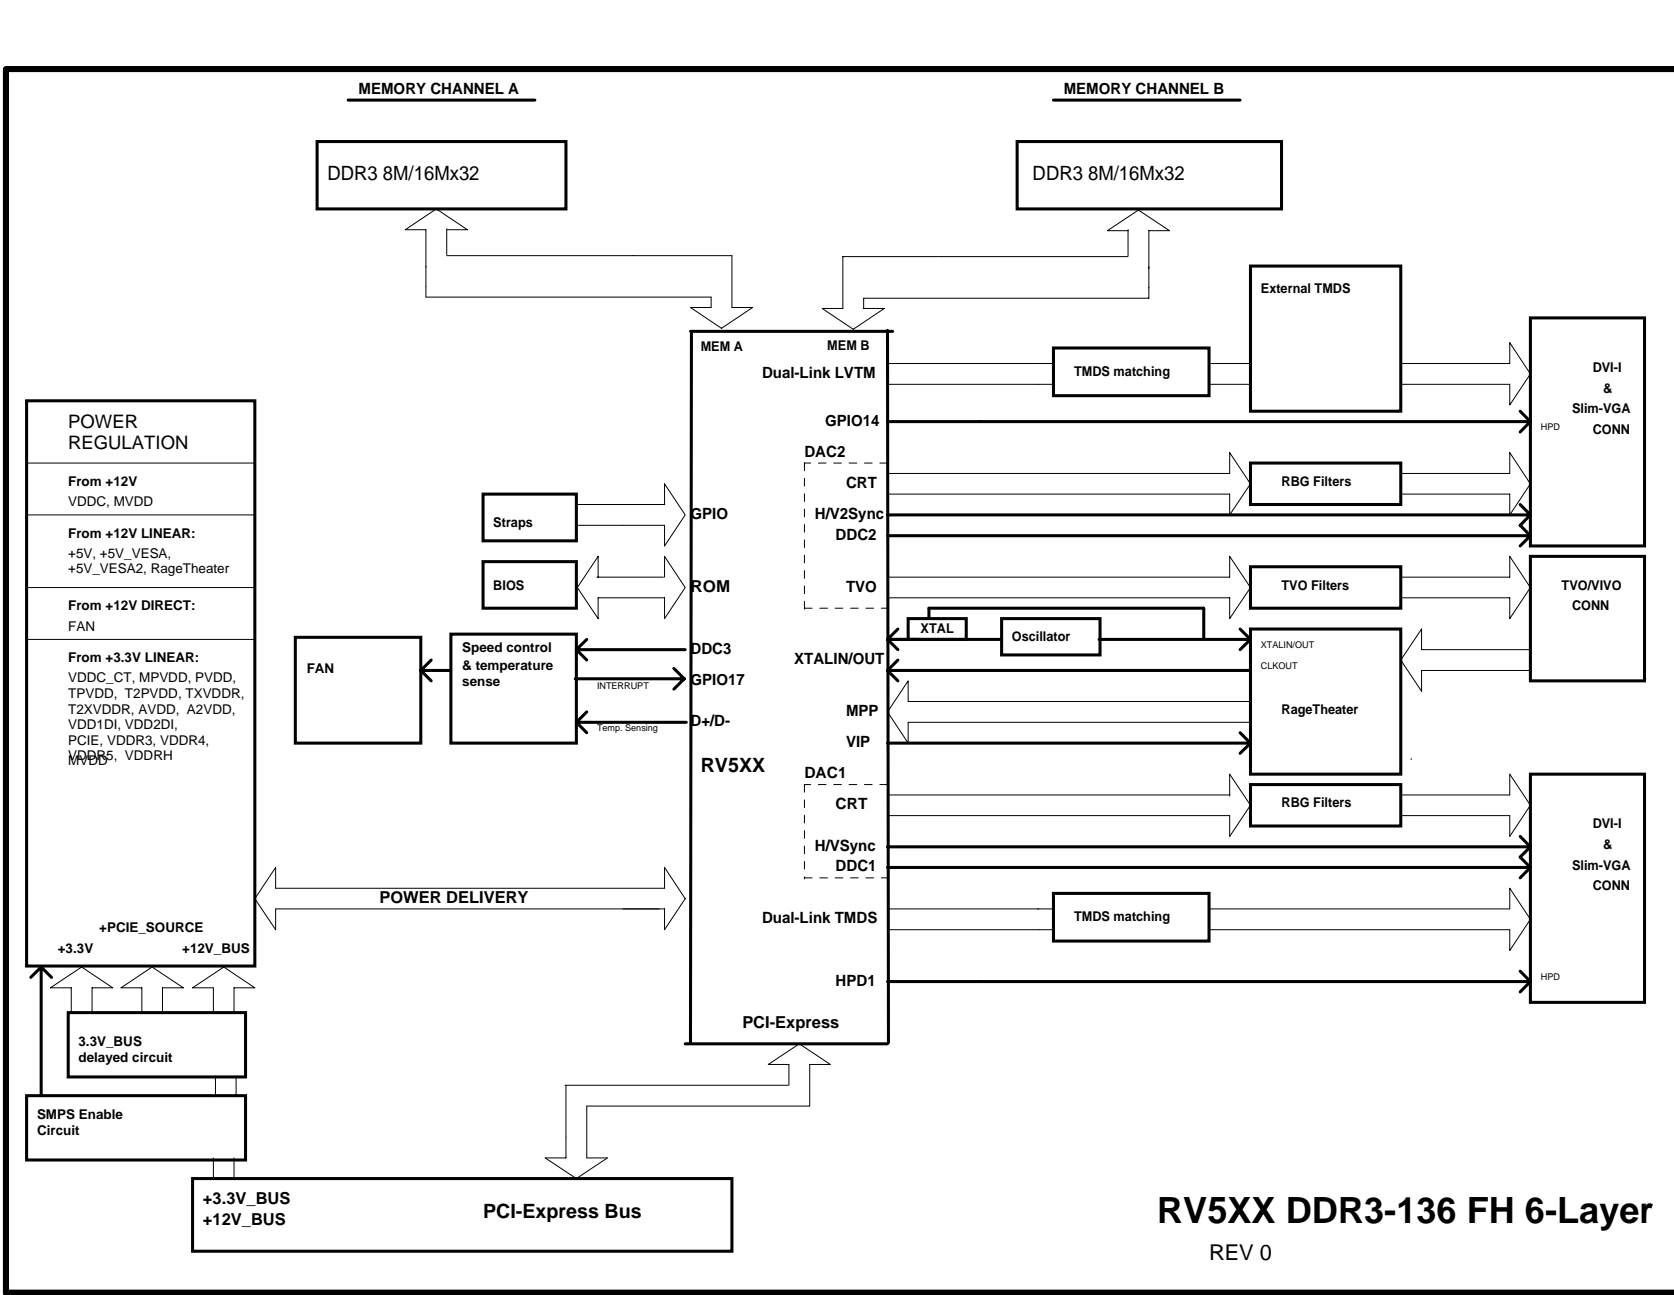 MEMORY CHANNEL A
MEMORY CHANNEL B
DDR3 8M/16Mx32
DDR3 8M/16Mx32
External TMDS
MEM A
MEM B
Dual-Link LVTM
TMDS matching
DVI-I
&
Slim-VGA
CONN
HPD
GPIO14
DAC2
CRT
RBG Filters
H/V2Sync
DDC2
TVO
TVO Filters
TVO/VIVO
CONN
POWER
REGULATION
From +12V
VDDC, MVDD
From +12V LINEAR:
+5V, +5V_VESA,
+5V_VESA2, RageTheater
From +12V DIRECT:
FAN
From +3.3V LINEAR:
VDDC_CT, MPVDD, PVDD,
TPVDD, T2PVDD, TXVDDR,
T2XVDDR, AVDD, A2VDD,
VDD1DI, VDD2DI,
PCIE, VDDR3, VDDR4,
VDDR5, VDDRH
MVDD
Straps
GPIO
BIOS
ROM
FAN
Speed control
& temperature
sense
DDC3
INTERRUPT
GPIO17
Temp. Sensing
D+/D-
RV5XX
XTAL
Oscillator
XTALIN/OUT
XTALIN/OUT
CLKOUT
RageTheater
MPP
VIP
DAC1
CRT
RBG Filters
H/VSync
DDC1
DVI-I
&
Slim-VGA
CONN
Dual-Link TMDS
TMDS matching
HPD1
HPD
PCI-Express
POWER DELIVERY
+PCIE_SOURCE
+3.3V
+12V_BUS
3.3V_BUS
delayed circuit
SMPS Enable
Circuit
+3.3V_BUS
+12V_BUS
PCI-Express Bus
RV5XX DDR3-136 FH 6-Layer
REV 0